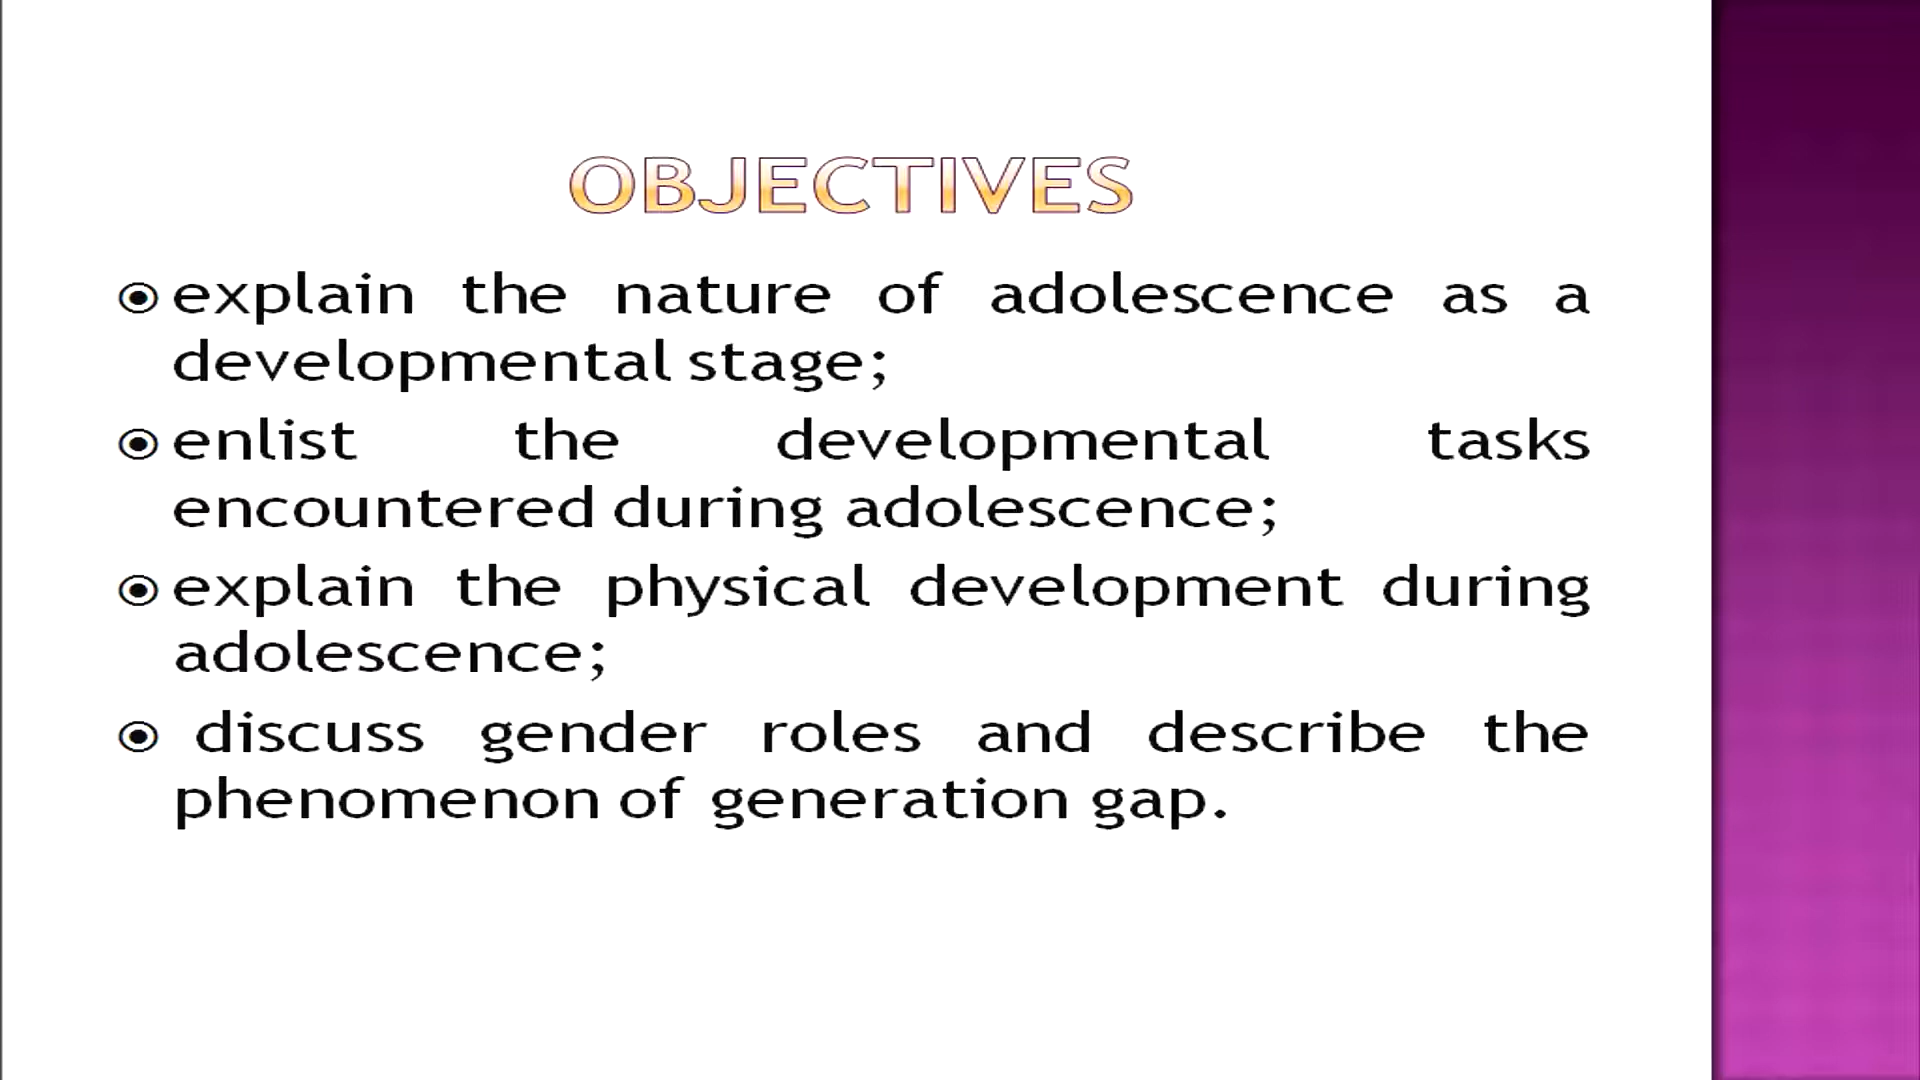 OBJECTIVES
explain the nature of adolescence as a
developmental stage;
enlist the developmental tasks
encountered during adolescence;
explain the physical development during
adolescence;
discuss gender roles and describe the
phenomenon of generation gap.